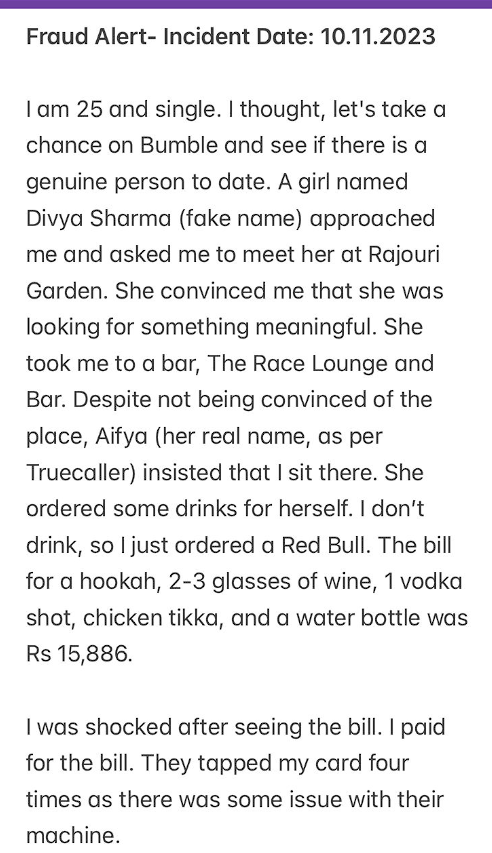 Fraud Alert- Incident Date: 10.11.2023
I am 25 and single. I thought, let's take a
chance on Bumble and see if there is a
genuine person to date. A girl named
Divya Sharma (fake name) approached
me and asked me to meet her at Rajouri
Garden. She convinced me that she was
looking for something meaningful. She
took me to a bar, The Race Lounge and
Bar. Despite not being convinced of the
place, Aifya (her real name, as per
Truecaller) insisted that I sit there. She
ordered some drinks for herself. I don’t
drink, so I just ordered a Red Bull. The bill
for a hookah, 2-3 glasses of wine, 1 vodka
shot, chicken tikka, and a water bottle was
Rs 15,886.
I was shocked after seeing the bill. I paid
for the bill. They tapped my card four
times as there was some issue with their
machine.